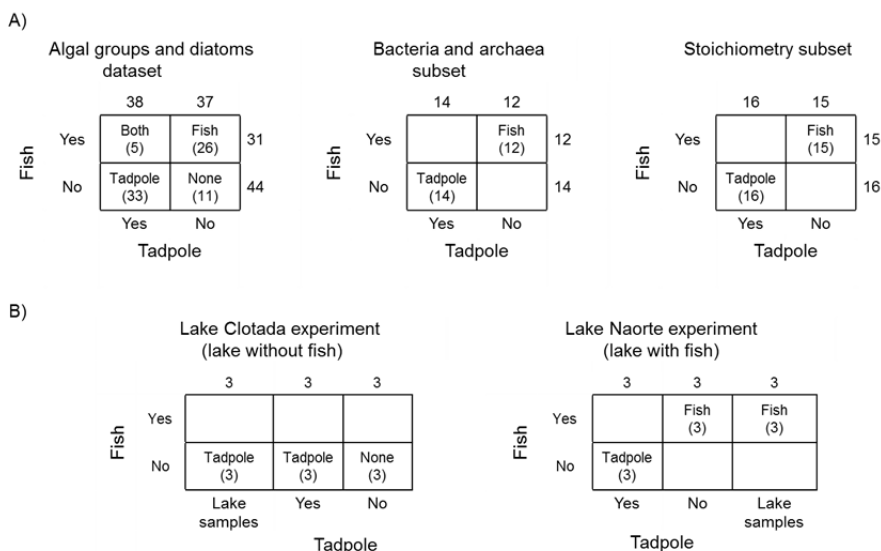 A)
Algal groups and diatoms
dataset
38 37
Fish
Yes
Both
(5)
Fish
(26)
31
No
Tadpole
(33)
None
(11)
44
Yes No
Tadpole
Bacteria and archaea
subset
14 12
Fish
Yes
Fish
(12)
12
No
Tadpole
(14)
14
Yes No
Tadpole
Stoichiometry subset
16 15
Fish
Yes
Fish
(15)
15
No
Tadpole
(16)
16
Yes No
Tadpole
B)
Lake Clotada experiment
(lake without fish)
3 3 3
Fish
Yes
No
Tadpole
(3)
Tadpole
(3)
None
(3)
Lake
samples
Yes No
Tadpole
Lake Naorte experiment
(lake with fish)
3 3 3
Fish
Yes
Fish
(3)
Fish
(3)
No
Tadpole
(3)
Yes No
Lake
samples
Tadpole